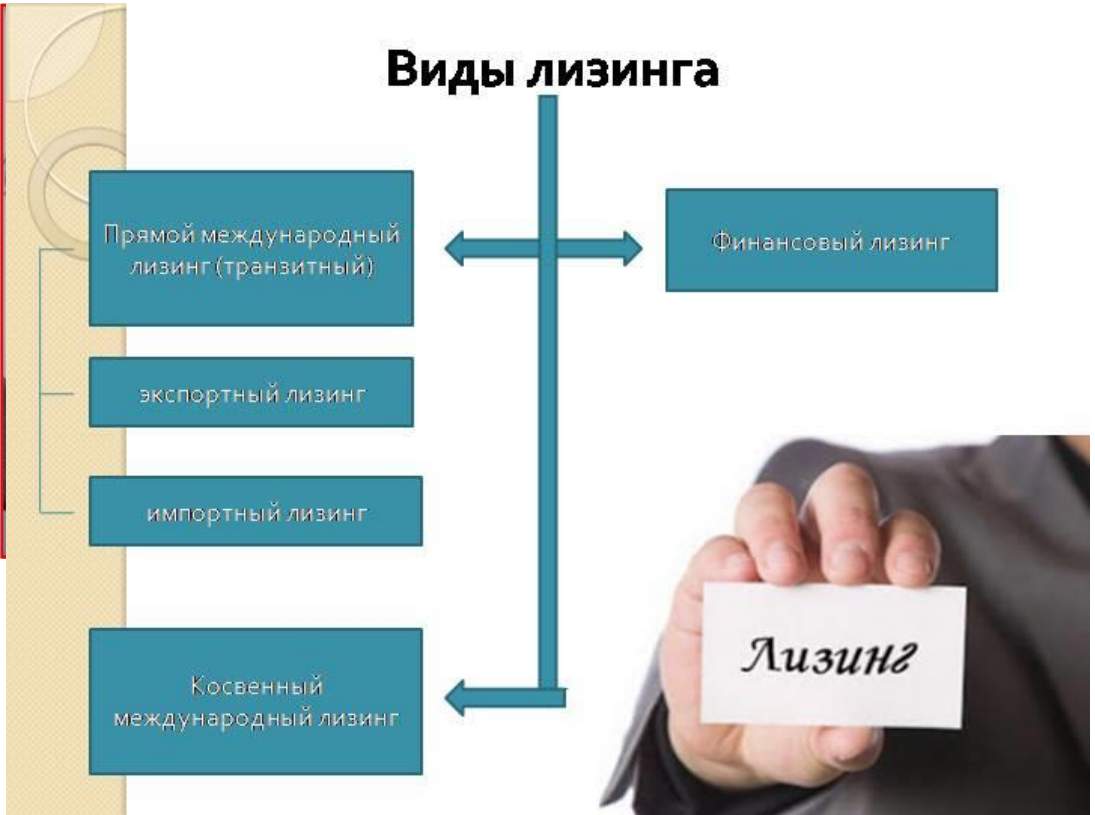 Виды лизинга
Прямой международный
лизинг (транзитный)
Финансовый лизинг
экспортный лизинг
импортный лизинг
Косвенный
международный лизинг
Лизинг